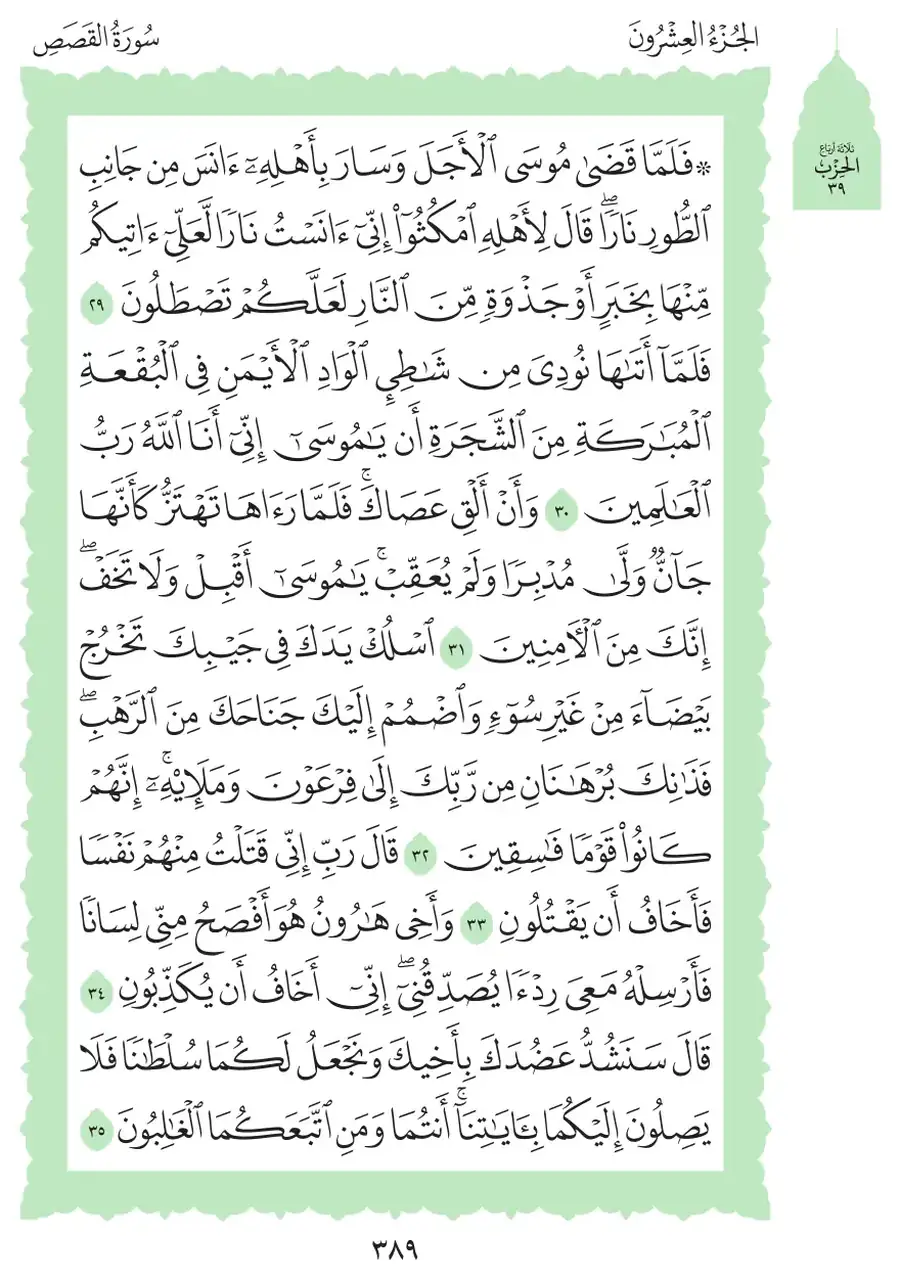 الجُزْءُ العِشْرُونَ
سُورَةُ القَصَصِ
ثلاثة أرباع
الحِزْب
٣٩
۞ فَلَمَّا قَضَىٰ مُوسَى ٱلۡأَجَلَ وَسَارَ بِأَهۡلِهِۦٓ ءَانَسَ مِن جَانِبِ
ٱلطُّورِ نَارٗاۖ قَالَ لِأَهۡلِهِ ٱمۡكُثُوٓاْ إِنِّيٓ ءَانَسۡتُ نَارٗا لَّعَلِّيٓ ءَاتِيكُم
مِّنۡهَا بِخَبَرٍ أَوۡ جَذۡوَةٖ مِّنَ ٱلنَّارِ لَعَلَّكُمۡ تَصۡطَلُونَ ٢٩
فَلَمَّآ أَتَىٰهَا نُودِيَ مِن شَٰطِيِٕ ٱلۡوَادِ ٱلۡأَيۡمَنِ فِي ٱلۡبُقۡعَةِ
ٱلۡمُبَٰرَكَةِ مِنَ ٱلشَّجَرَةِ أَن يَٰمُوسَىٰٓ إِنِّيٓ أَنَا ٱللَّهُ رَبُّ
ٱلۡعَٰلَمِينَ ٣٠ وَأَنۡ أَلۡقِ عَصَاكَۚ فَلَمَّا رَءَاهَا تَهۡتَزُّ كَأَنَّهَا
جَآنّٞ وَلَّىٰ مُدۡبِرٗا وَلَمۡ يُعَقِّبۡۚ يَٰمُوسَىٰٓ أَقۡبِلۡ وَلَا تَخَفۡۖ
إِنَّكَ مِنَ ٱلۡأٓمِنِينَ ٣١ ٱسۡلُكۡ يَدَكَ فِي جَيۡبِكَ تَخۡرُجۡ
بَيۡضَآءَ مِنۡ غَيۡرِ سُوٓءٖ وَٱضۡمُمۡ إِلَيۡكَ جَنَاحَكَ مِنَ ٱلرَّهۡبِۖ
فَذَٰنِكَ بُرۡهَٰنَانِ مِن رَّبِّكَ إِلَىٰ فِرۡعَوۡنَ وَمَلَإِيْهِۦٓۚ إِنَّهُمۡ
كَانُواْ قَوۡمٗا فَٰسِقِينَ ٣٢ قَالَ رَبِّ إِنِّي قَتَلۡتُ مِنۡهُمۡ نَفۡسٗا
فَأَخَافُ أَن يَقۡتُلُونِ ٣٣ وَأَخِي هَٰرُونُ هُوَ أَفۡصَحُ مِنِّي لِسَانٗا
فَأَرۡسِلۡهُ مَعِيَ رِدۡءٗا يُصَدِّقُنِيٓۖ إِنِّيٓ أَخَافُ أَن يُكَذِّبُونِ ٣٤
قَالَ سَنَشُدُّ عَضُدَكَ بِأَخِيكَ وَنَجۡعَلُ لَكُمَا سُلۡطَٰنٗا فَلَا
يَصِلُونَ إِلَيۡكُمَا بِـَٔايَٰتِنَآۚ أَنتُمَا وَمَنِ ٱتَّبَعَكُمَا ٱلۡغَٰلِبُونَ ٣٥
٣٨٩